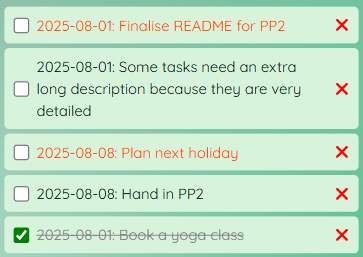 2025-08-01: Finalise README for PP2
2025-08-01: Some tasks need an extra
long description because they are very
detailed
2025-08-08: Plan next holiday
2025-08-08: Hand in PP2
2025-08-01: Book a yoga class